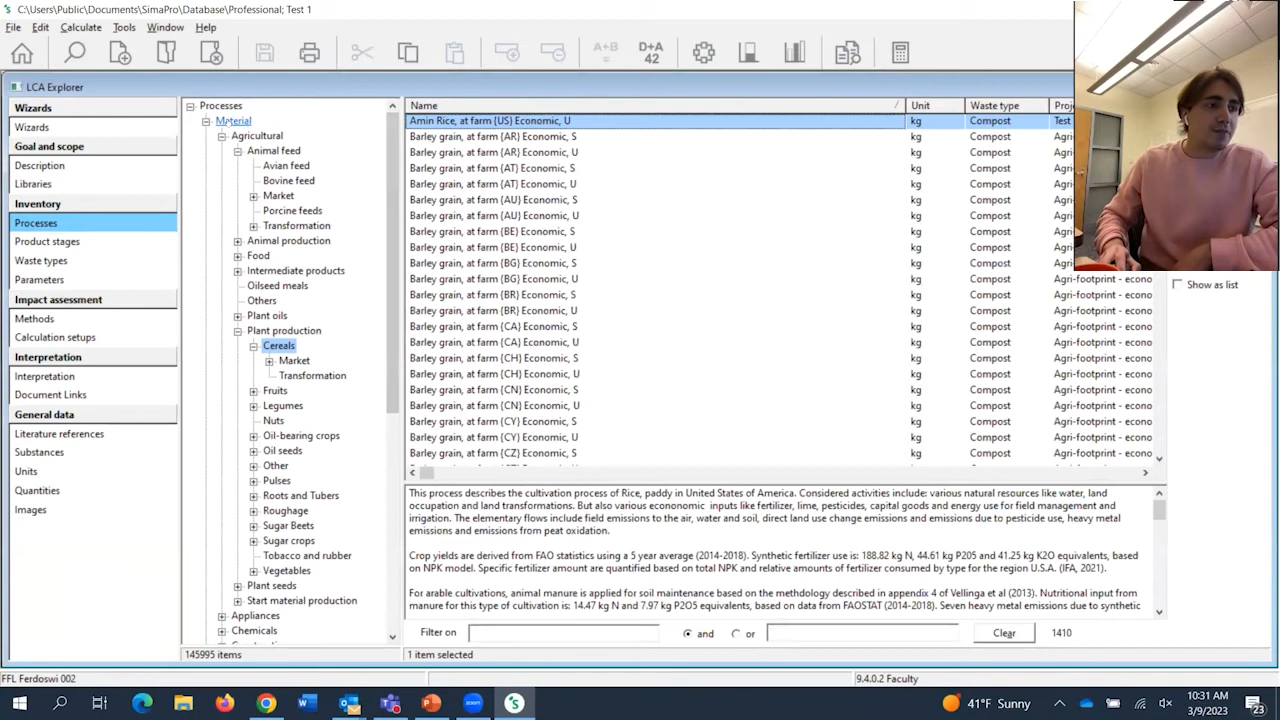 C:\Users\Public\Documents\SimaPro\Database\Professional; Test 1
File Edit Calculate Tools Window Help
A+B =
D+A 42
LCA Explorer
Wizards
Wizards
Goal and scope
Description
Libraries
Inventory
Processes
Product stages
Waste types
Parameters
Impact assessment
Methods
Calculation setups
Interpretation
Interpretation
Document Links
General data
Literature references
Substances
Units
Quantities
Images
Processes
Material
Agricultural
Animal feed
Avian feed
Bovine feed
Market
Porcine feeds
Transformation
Animal production
Food
Intermediate products
Oilseed meals
Others
Plant oils
Plant production
Cereals
Market
Transformation
Fruits
Legumes
Nuts
Oil-bearing crops
Oil seeds
Other
Pulses
Roots and Tubers
Roughage
Sugar Beets
Sugar crops
Tobacco and rubber
Vegetables
Plant seeds
Start material production
Appliances
Chemicals
145995 items
Name Unit Waste type Proje
Amin Rice, at farm {US} Economic, U kg Compost Test
Barley grain, at farm {AR} Economic, S kg Compost Agri-
Barley grain, at farm {AR} Economic, U kg Compost Agri-
Barley grain, at farm {AT} Economic, S kg Compost Agri-
Barley grain, at farm {AT} Economic, U kg Compost Agri-
Barley grain, at farm {AU} Economic, S kg Compost Agri-
Barley grain, at farm {AU} Economic, U kg Compost Agri-
Barley grain, at farm {BE} Economic, S kg Compost Agri-
Barley grain, at farm {BE} Economic, U kg Compost Agri-
Barley grain, at farm {BG} Economic, S kg Compost Agri-
Barley grain, at farm {BG} Economic, U kg Compost Agri-footprint - econo
Barley grain, at farm {BR} Economic, S kg Compost Agri-footprint - econo
Barley grain, at farm {BR} Economic, U kg Compost Agri-footprint - econo
Barley grain, at farm {CA} Economic, S kg Compost Agri-footprint - econo
Barley grain, at farm {CA} Economic, U kg Compost Agri-footprint - econo
Barley grain, at farm {CH} Economic, S kg Compost Agri-footprint - econo
Barley grain, at farm {CH} Economic, U kg Compost Agri-footprint - econo
Barley grain, at farm {CN} Economic, S kg Compost Agri-footprint - econo
Barley grain, at farm {CN} Economic, U kg Compost Agri-footprint - econo
Barley grain, at farm {CY} Economic, S kg Compost Agri-footprint - econo
Barley grain, at farm {CY} Economic, U kg Compost Agri-footprint - econo
Barley grain, at farm {CZ} Economic, S kg Compost Agri-footprint - econo
Show as list
This process describes the cultivation process of Rice, paddy in United States of America. Considered activities include: various natural resources like water, land
occupation and land transformations. But also various economic inputs like fertilizer, lime, pesticides, capital goods and energy use for field management and
irrigation. The elementary flows include field emissions to the air, water and soil, direct land use change emissions and emissions due to pesticide use, heavy metal
emissions and emissions from peat oxidation.
Crop yields are derived from FAO statistics using a 5 year average (2014-2018). Synthetic fertilizer use is: 188.82 kg N, 44.61 kg P2O5 and 41.25 kg K2O equivalents, based
on NPK model. Specific fertilizer amount are quantified based on total NPK and relative amounts of fertilizer consumed by type for the region U.S.A. (IFA, 2021).
For arable cultivations, animal manure is applied for soil maintenance based on the methdology described in appendix 4 of Vellinga et al (2013). Nutritional input from
manure for this type of cultivation is: 14.47 kg N and 7.97 kg P2O5 equivalents, based on data from FAOSTAT (2014-2018). Seven heavy metal emissions due to synthetic
Filter on and or Clear 1410
1 item selected
FFL Ferdoswi 002 9.4.0.2 Faculty
41°F Sunny
10:31 AM
3/9/2023
23